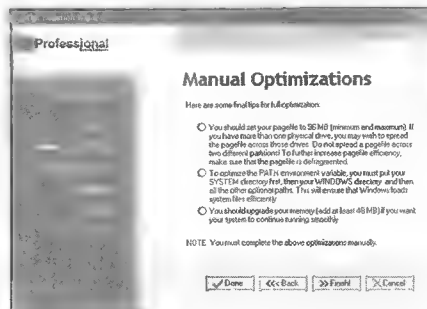 Professional
Manual Optimizations
Here are some final tips for full optimization:
You should set your pagefile to 96 MB (minimum and maximum). If
you have more than one physical drive, you may wish to spread
the pagefile across those drives. Do not spread a pagefile across
two different partitions! To further increase pagefile efficiency,
make sure that the pagefile is defragmented.
To optimize the PATH environment variable, you must put your
SYSTEM directory first, then your WINDOWS directory and then
all the other optional paths. This will ensure that Windows loads
system files efficiently
You should upgrade your memory (add at least 48 MB) if you want
your system to continue running smoothly
NOTE: You must complete the above optimizations manually.
Done
<< Back
>> Finish!
Cancel